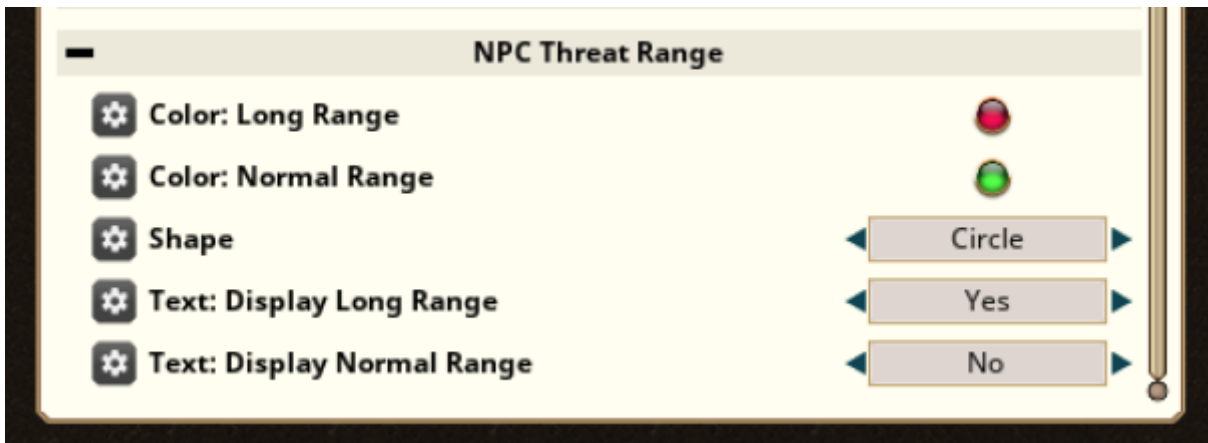 NPC Threat Range
Color: Long Range
Color: Normal Range
Shape
Circle
Text: Display Long Range
Yes
Text: Display Normal Range
No